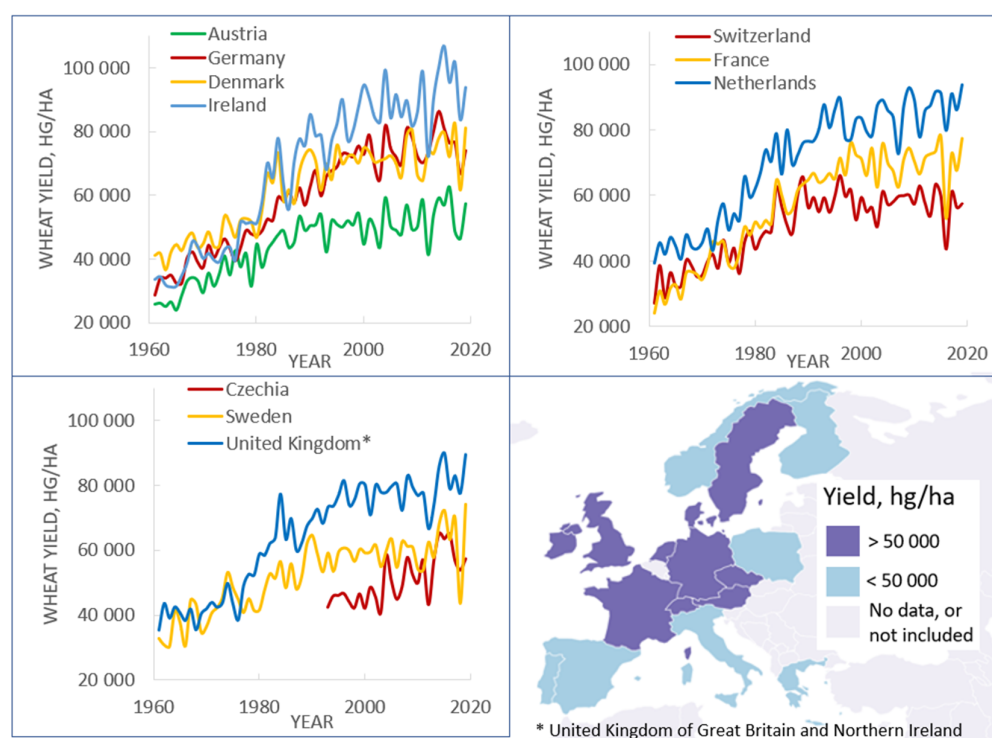 Austria
Germany
Denmark
Ireland
WHEAT YIELD, HG/HA
100 000
80 000
60 000
40 000
20 000
1960
1980
2000
2020
YEAR
Switzerland
France
Netherlands
WHEAT YIELD, HG/HA
100 000
80 000
60 000
40 000
20 000
1960
1980
2000
2020
YEAR
Czechia
Sweden
United Kingdom*
WHEAT YIELD, HG/HA
100 000
80 000
60 000
40 000
20 000
1960
1980
2000
2020
YEAR
Yield, hg/ha
> 50 000
< 50 000
No data, or
not included
* United Kingdom of Great Britain and Northern Ireland